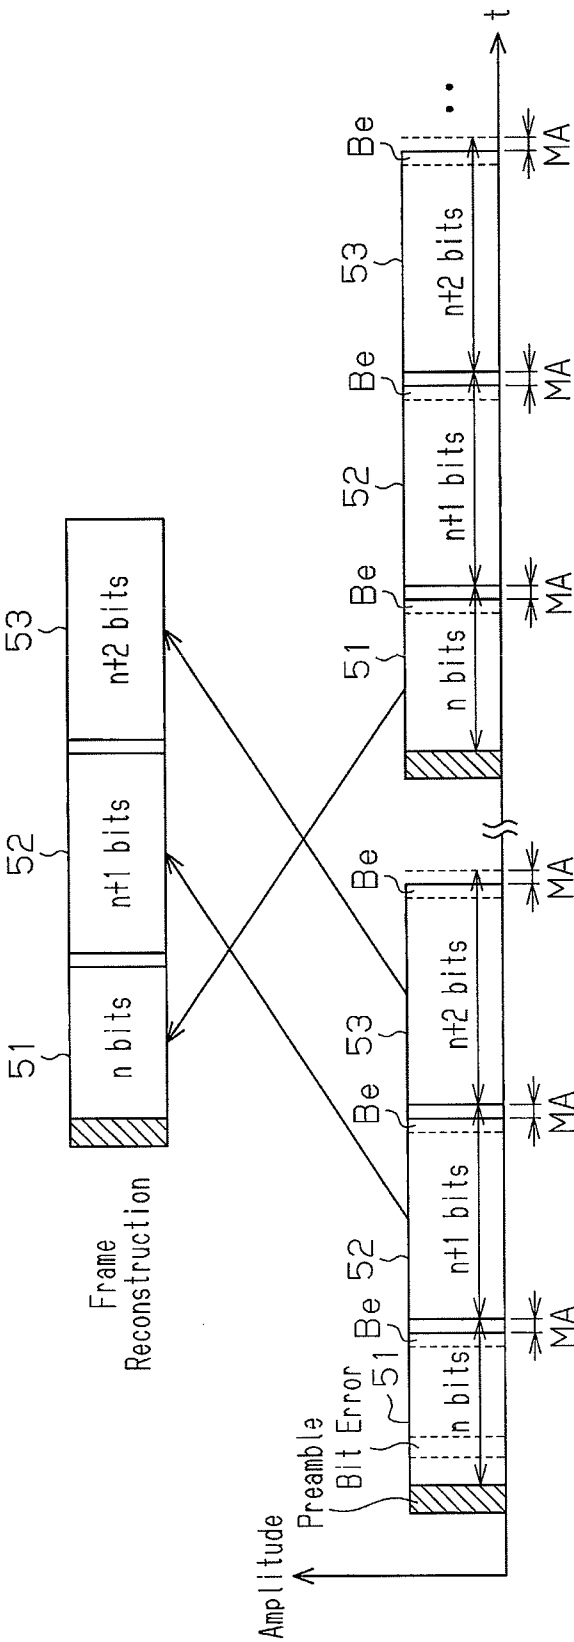 51
52
53
n bits
n+1 bits
n+2 bits
Frame
Reconstruction
Amplitude
Preamble
Bit Error
51
Be
52
Be
53
Be
51
Be
52
Be
53
Be
n bits
n+1 bits
n+2 bits
n bits
n+1 bits
n+2 bits
t
MA
MA
MA
MA
MA
MA